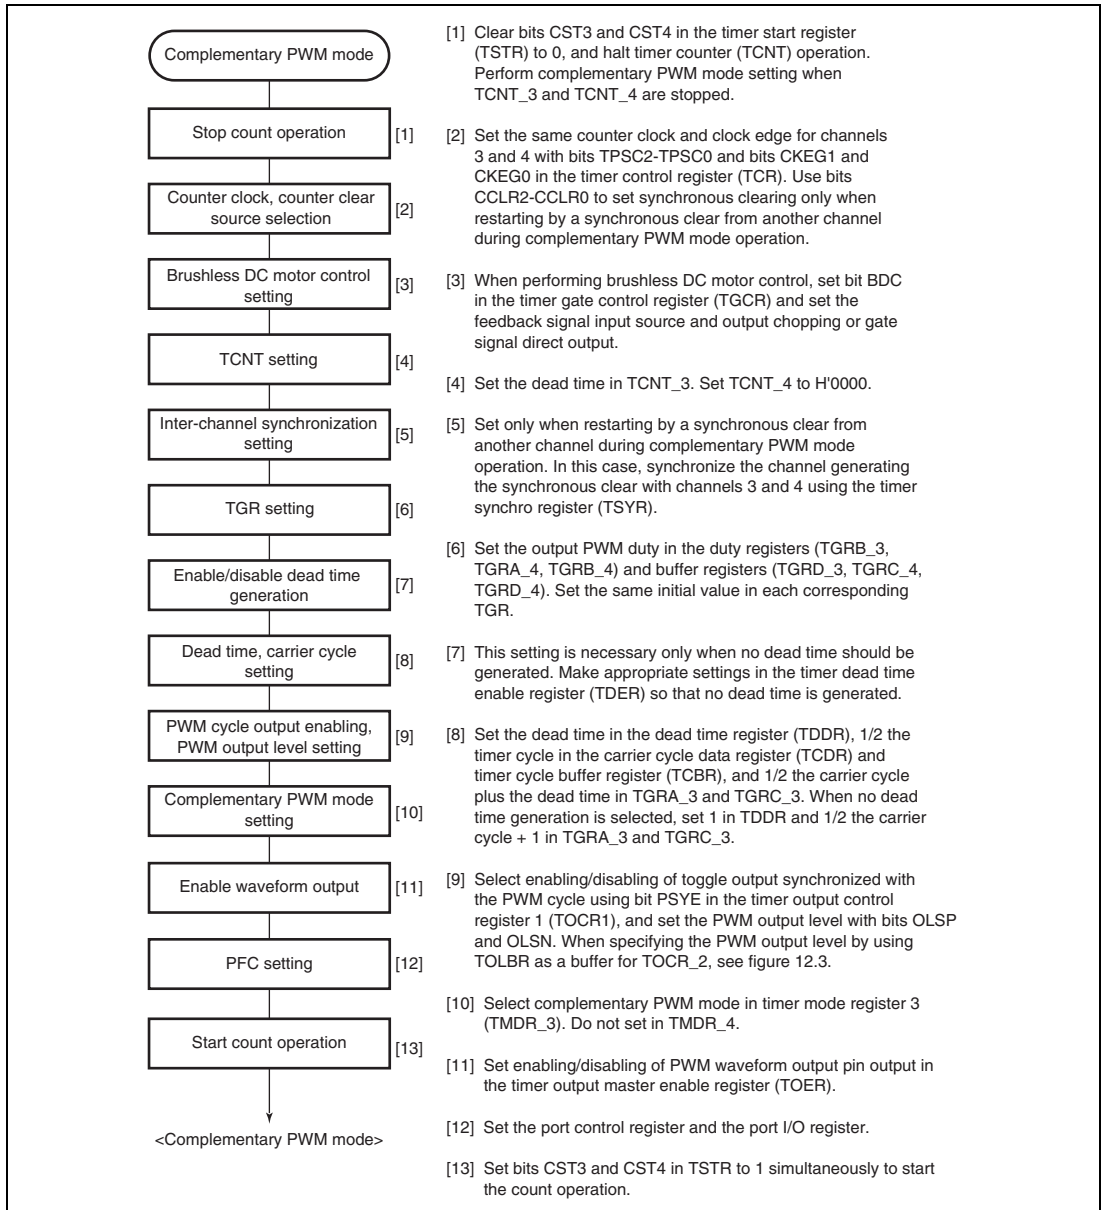 Complementary PWM mode
Stop count operation
[1]
Counter clock, counter clear
source selection
[2]
Brushless DC motor control
setting
[3]
TCNT setting
[4]
Inter-channel synchronization
setting
[5]
TGR setting
[6]
Enable/disable dead time
generation
[7]
Dead time, carrier cycle
setting
[8]
PWM cycle output enabling,
PWM output level setting
[9]
Complementary PWM mode
setting
[10]
Enable waveform output
[11]
PFC setting
[12]
Start count operation
[13]
<Complementary PWM mode>
[1] Clear bits CST3 and CST4 in the timer start register
(TSTR) to 0, and halt timer counter (TCNT) operation.
Perform complementary PWM mode setting when
TCNT_3 and TCNT_4 are stopped.
[2] Set the same counter clock and clock edge for channels
3 and 4 with bits TPSC2-TPSC0 and bits CKEG1 and
CKEG0 in the timer control register (TCR). Use bits
CCLR2-CCLR0 to set synchronous clearing only when
restarting by a synchronous clear from another channel
during complementary PWM mode operation.
[3] When performing brushless DC motor control, set bit BDC
in the timer gate control register (TGCR) and set the
feedback signal input source and output chopping or gate
signal direct output.
[4] Set the dead time in TCNT_3. Set TCNT_4 to H'0000.
[5] Set only when restarting by a synchronous clear from
another channel during complementary PWM mode
operation. In this case, synchronize the channel generating
the synchronous clear with channels 3 and 4 using the timer
synchro register (TSYR).
[6] Set the output PWM duty in the duty registers (TGRB_3,
TGRA_4, TGRB_4) and buffer registers (TGRD_3, TGRC_4,
TGRD_4). Set the same initial value in each corresponding
TGR.
[7] This setting is necessary only when no dead time should be
generated. Make appropriate settings in the timer dead time
enable register (TDER) so that no dead time is generated.
[8] Set the dead time in the dead time register (TDDR), 1/2 the
timer cycle in the carrier cycle data register (TCDR) and
timer cycle buffer register (TCBR), and 1/2 the carrier cycle
plus the dead time in TGRA_3 and TGRC_3. When no dead
time generation is selected, set 1 in TDDR and 1/2 the carrier
cycle + 1 in TGRA_3 and TGRC_3.
[9] Select enabling/disabling of toggle output synchronized with
the PWM cycle using bit PSYE in the timer output control
register 1 (TOCR1), and set the PWM output level with bits OLSP
and OLSN. When specifying the PWM output level by using
TOLBR as a buffer for TOCR_2, see figure 12.3.
[10] Select complementary PWM mode in timer mode register 3
(TMDR_3). Do not set in TMDR_4.
[11] Set enabling/disabling of PWM waveform output pin output in
the timer output master enable register (TOER).
[12] Set the port control register and the port I/O register.
[13] Set bits CST3 and CST4 in TSTR to 1 simultaneously to start
the count operation.